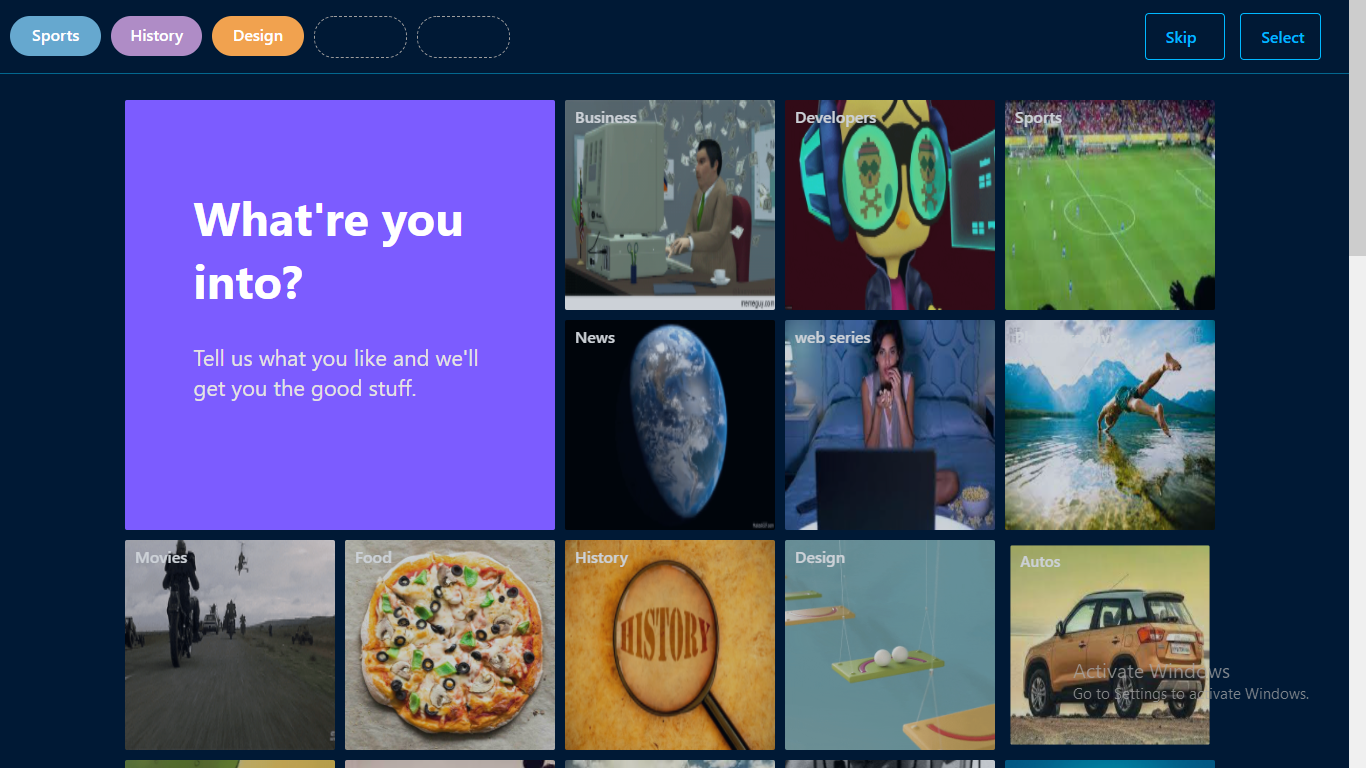 Sports
History
Design
Skip
Select
What're you
into?
Tell us what you like and we'll
get you the good stuff.
Business
Developers
Sports
memeguy.com
News
web series
Movies
Food
History
HISTORY
Design
Autos
Activate Windows
Go to Settings to activate Windows.